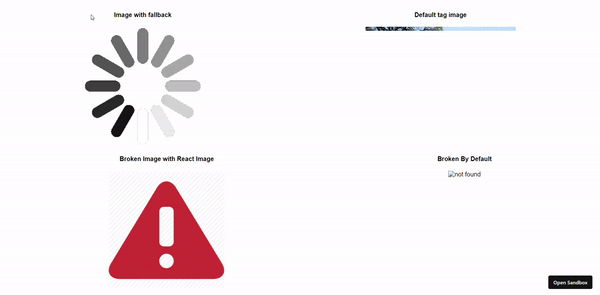 Image with fallback
Default tag image
Broken Image with React Image
Broken By Default
not found
Open Sandbox